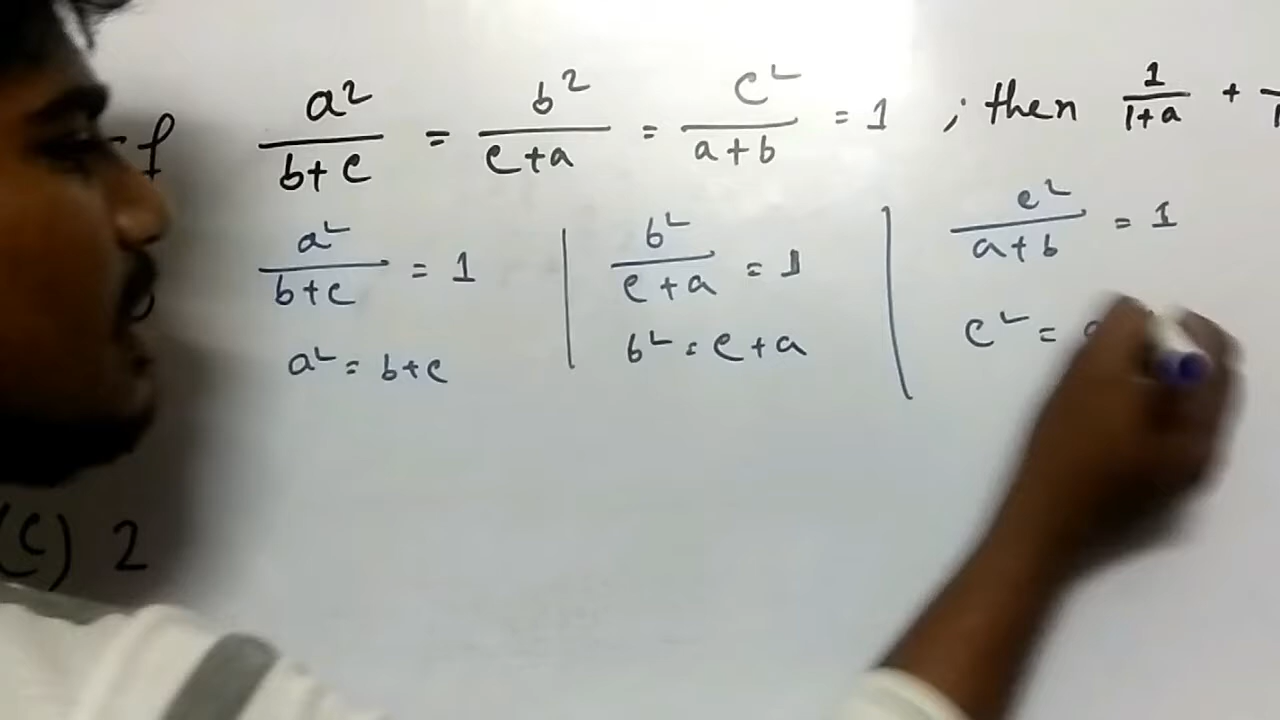 f a²/(b+c) = b²/(c+a) = c²/(a+b) = 1 ; then 1/(1+a) +
a²/(b+c) = 1 | b²/(c+a) = 1 | c²/(a+b) = 1
a² = b+c | b² = c+a | c² =
(C) 2